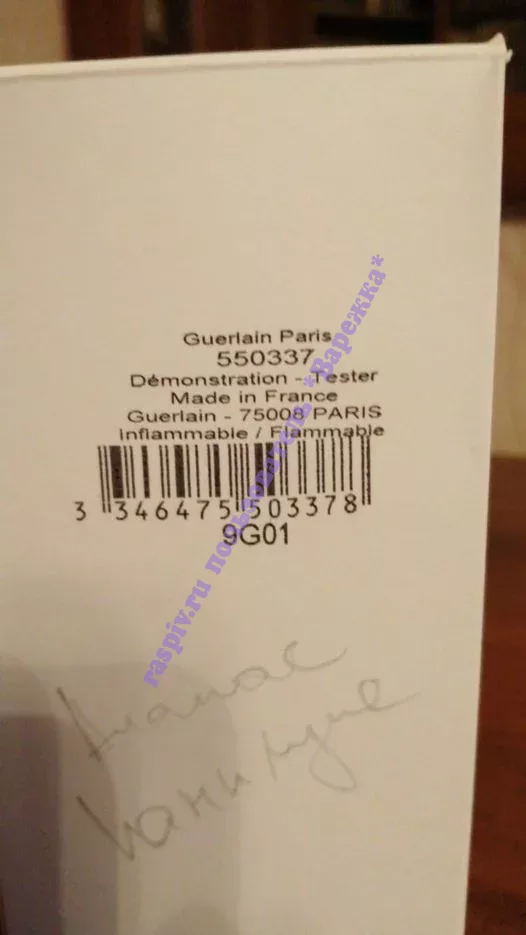 Guerlain Paris
550337
Démonstration - Tester
Made in France
Guerlain - 75008 PARIS
Inflammable / Flammable
3 346475 503378
9G01
raspiv.ru пользователь *Варежка*